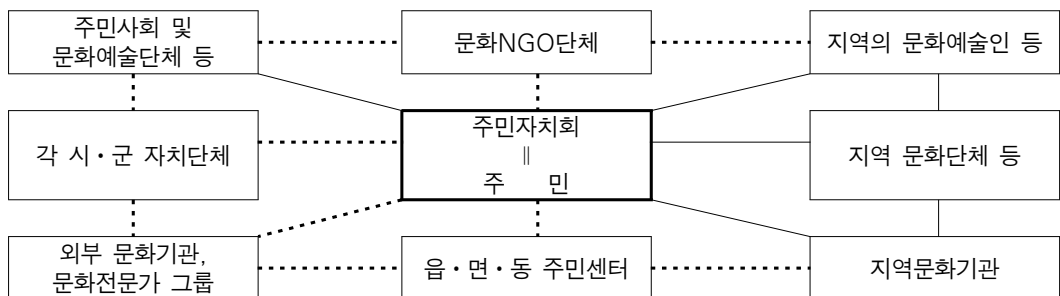 주민사회 및
문화예술단체 등
문화NGO단체
지역의 문화예술인 등
각 시·군 자치단체
주민자치회
||
주 민
지역 문화단체 등
외부 문화기관,
문화전문가 그룹
읍·면·동 주민센터
지역문화기관